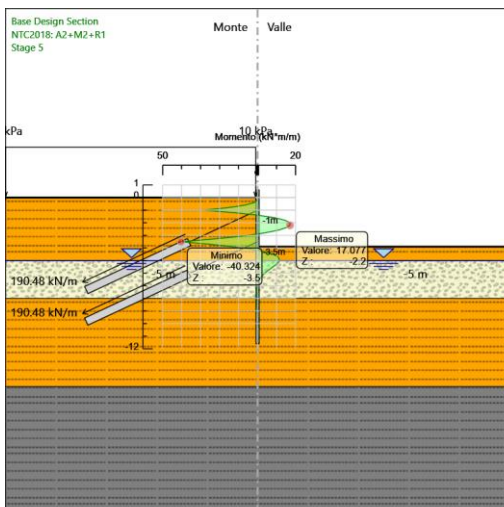 Base Design Section
NTC2018: A2+M2+R1
Stage 5
Monte
Valle
kPa
10 kPa
Momento (kN*m/m)
50
20
1
0
-1m
Massimo
Valore: 17.077
Z : -2.2
-3.5m
Minimo
Valore: -40.324
Z : -3.5
-5 m
-5 m
190.48 kN/m
190.48 kN/m
-12